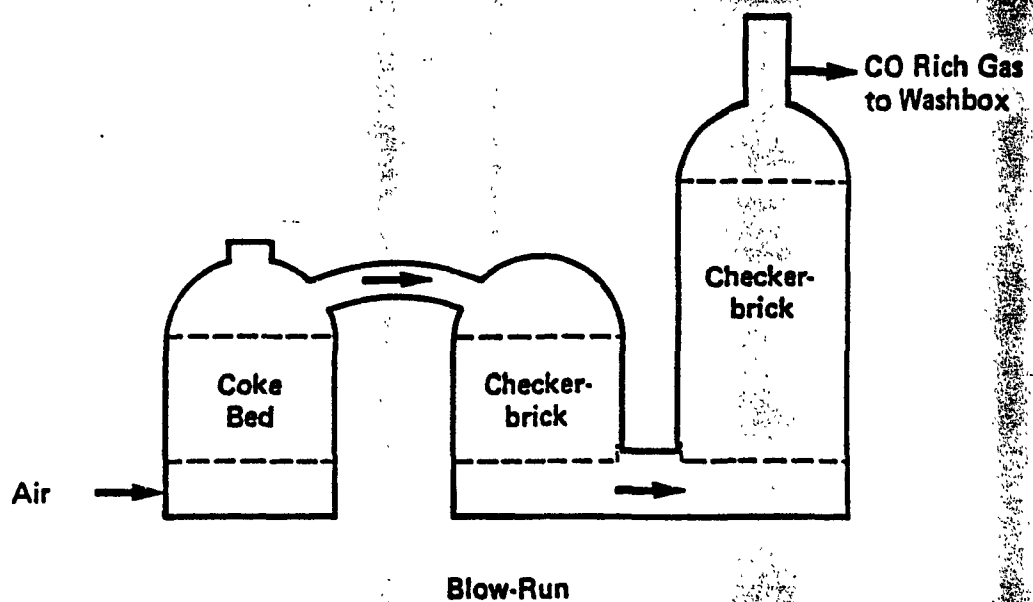 CO Rich Gas
to Washbox
Checker-
brick
Coke
Bed
Checker-
brick
Air
Blow-Run